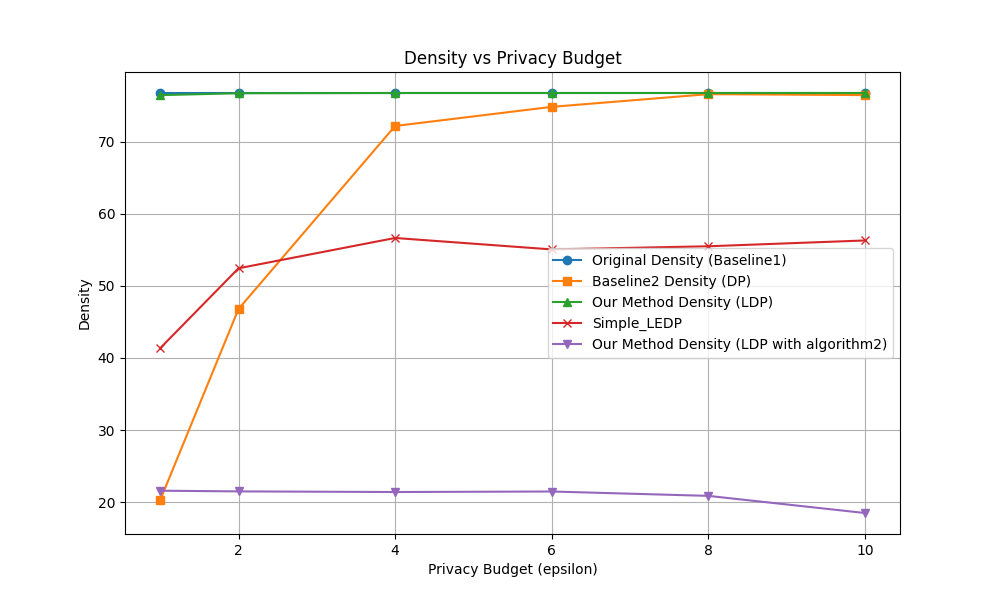 Density vs Privacy Budget
Density
70
60
50
40
30
20
Original Density (Baseline1)
Baseline2 Density (DP)
Our Method Density (LDP)
Simple_LEDP
Our Method Density (LDP with algorithm2)
2 4 6 8 10
Privacy Budget (epsilon)